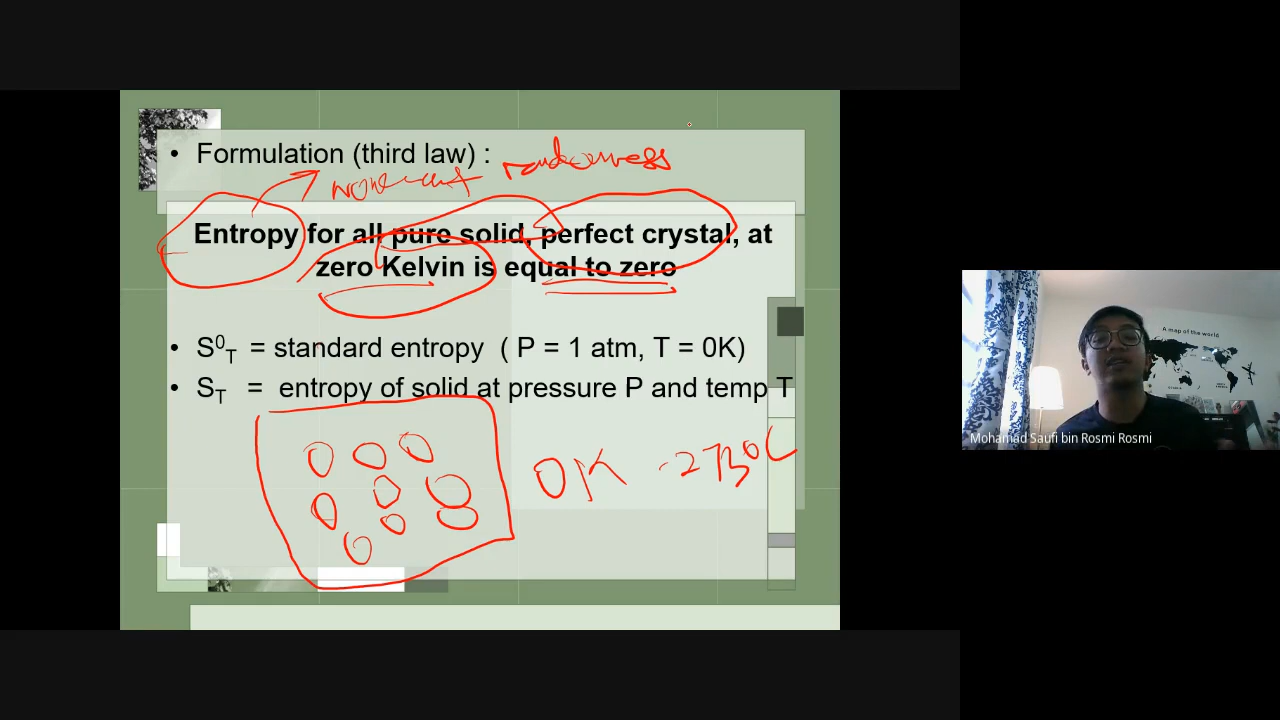 • Formulation (third law) : randomness
movement
Entropy for all pure solid, perfect crystal, at
zero Kelvin is equal to zero
• S⁰T = standard entropy ( P = 1 atm, T = 0K)
• ST = entropy of solid at pressure P and temp T
0K -273⁰C
A map of the world
Mohamad Saufi bin Rosmi Rosmi